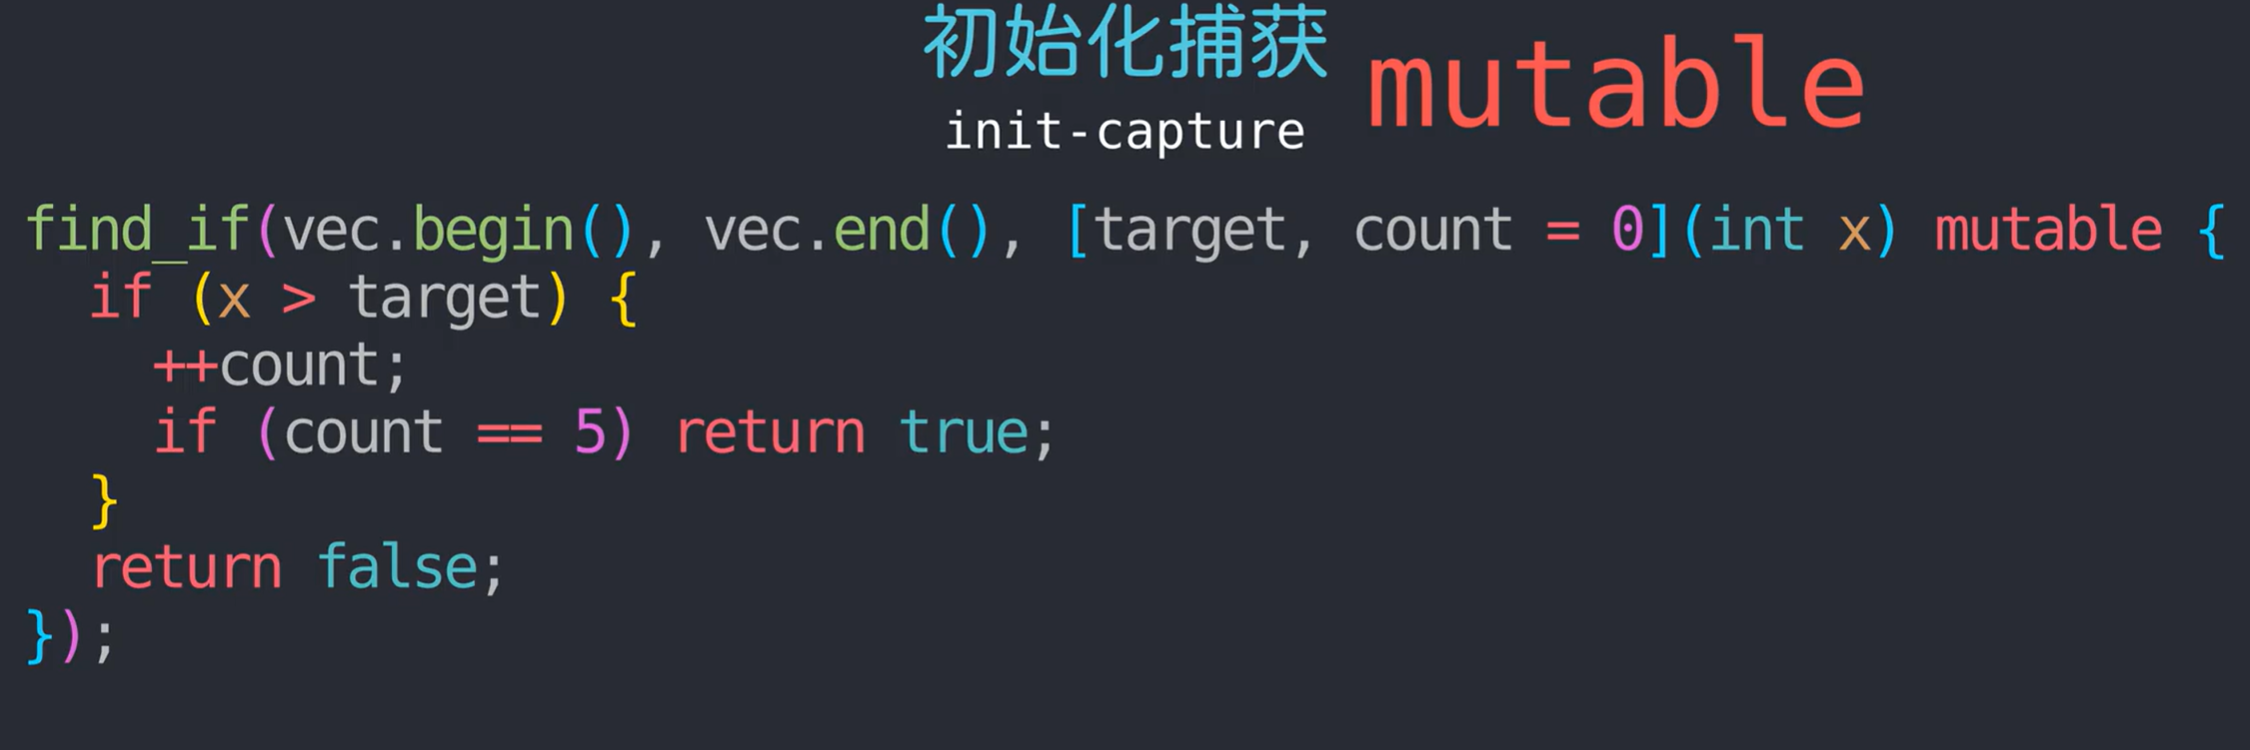 初始化捕获 mutable
init-capture
find_if(vec.begin(), vec.end(), [target, count = 0](int x) mutable {
  if (x > target) {
    ++count;
    if (count == 5) return true;
  }
  return false;
});